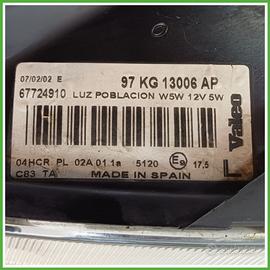 07/02/02 E 97 KG 13006 AP
67724910 LUZ POBLACION W5W 12V 5W
Valeo
04HCR PL 02A 01 1a 5120 E9 17,5 L
C83 TA MADE IN SPAIN